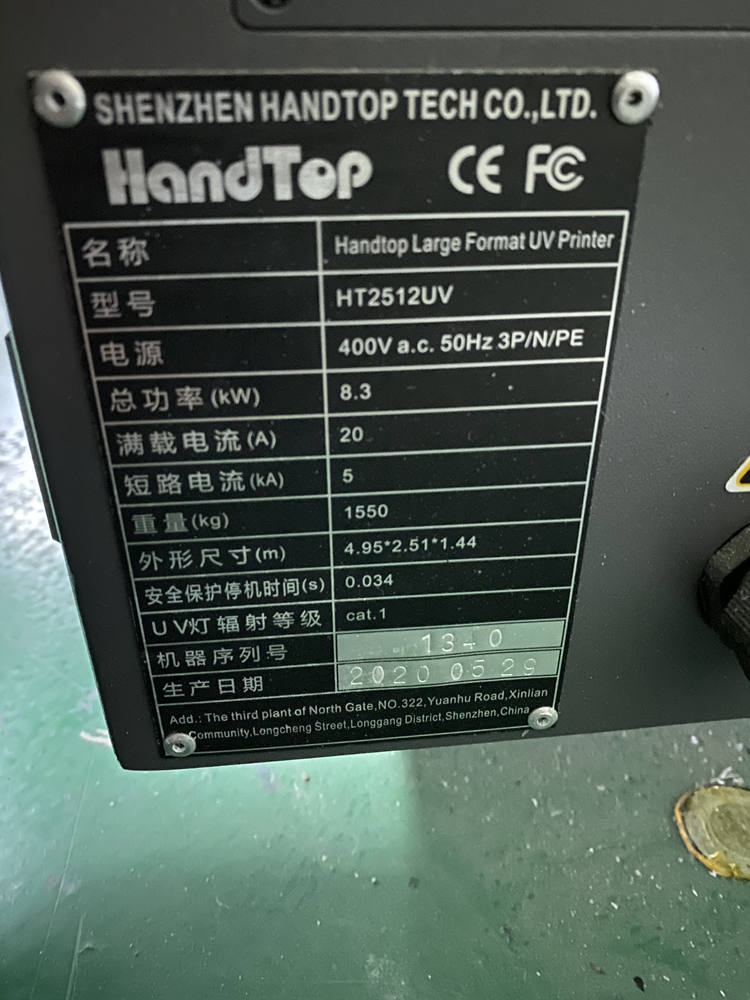 SHENZHEN HANDTOP TECH CO.,LTD.
HandTop CE FC
名称 Handtop Large Format UV Printer
型号 HT2512UV
电源 400V a.c. 50Hz 3P/N/PE
总功率(kW) 8.3
满载电流(A) 20
短路电流(kA) 5
重量(kg) 1550
外形尺寸(m) 4.95*2.51*1.44
安全保护停机时间(s) 0.034
UV灯辐射等级 cat.1
机器序列号
生产日期 2020 05 29
Add.: The third plant of North Gate,NO.322,Yuanhu Road,Xinlian
Community,Longcheng Street,Longgang District,Shenzhen,China